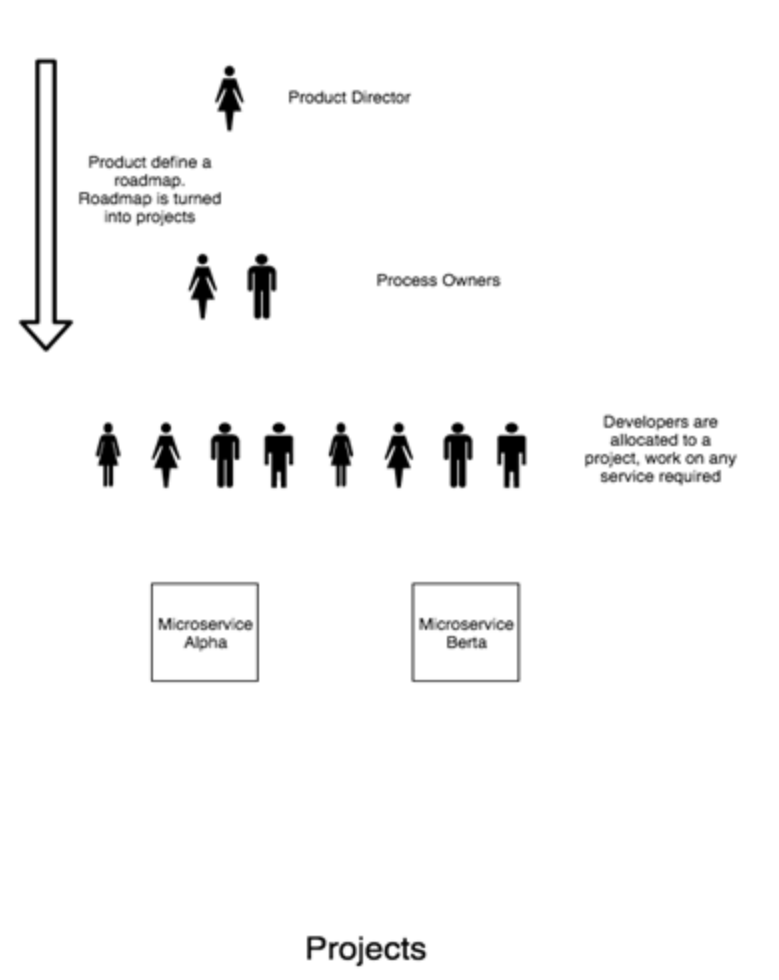 Product Director
Product define a
roadmap.
Roadmap is turned
into projects
Process Owners
Developers are
allocated to a
project, work on any
service required
Microservice
Alpha
Microservice
Berta
Projects